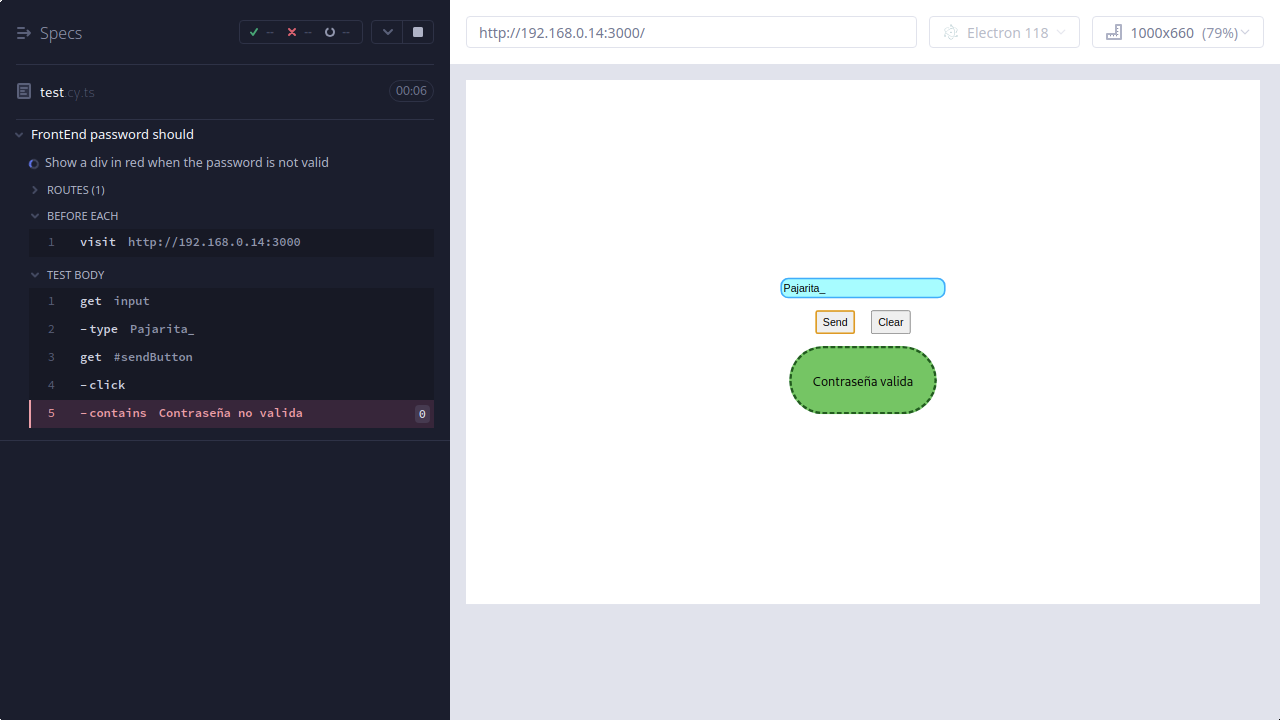 Specs
-- -- --
test.cy.ts 00:06
FrontEnd password should
Show a div in red when the password is not valid
ROUTES (1)
BEFORE EACH
1 visit http://192.168.0.14:3000
TEST BODY
1 get input
2 -type Pajarita_
3 get #sendButton
4 -click
5 -contains Contraseña no valida 0
http://192.168.0.14:3000/
Electron 118
1000x660 (79%)
Pajarita_
Send Clear
Contraseña valida